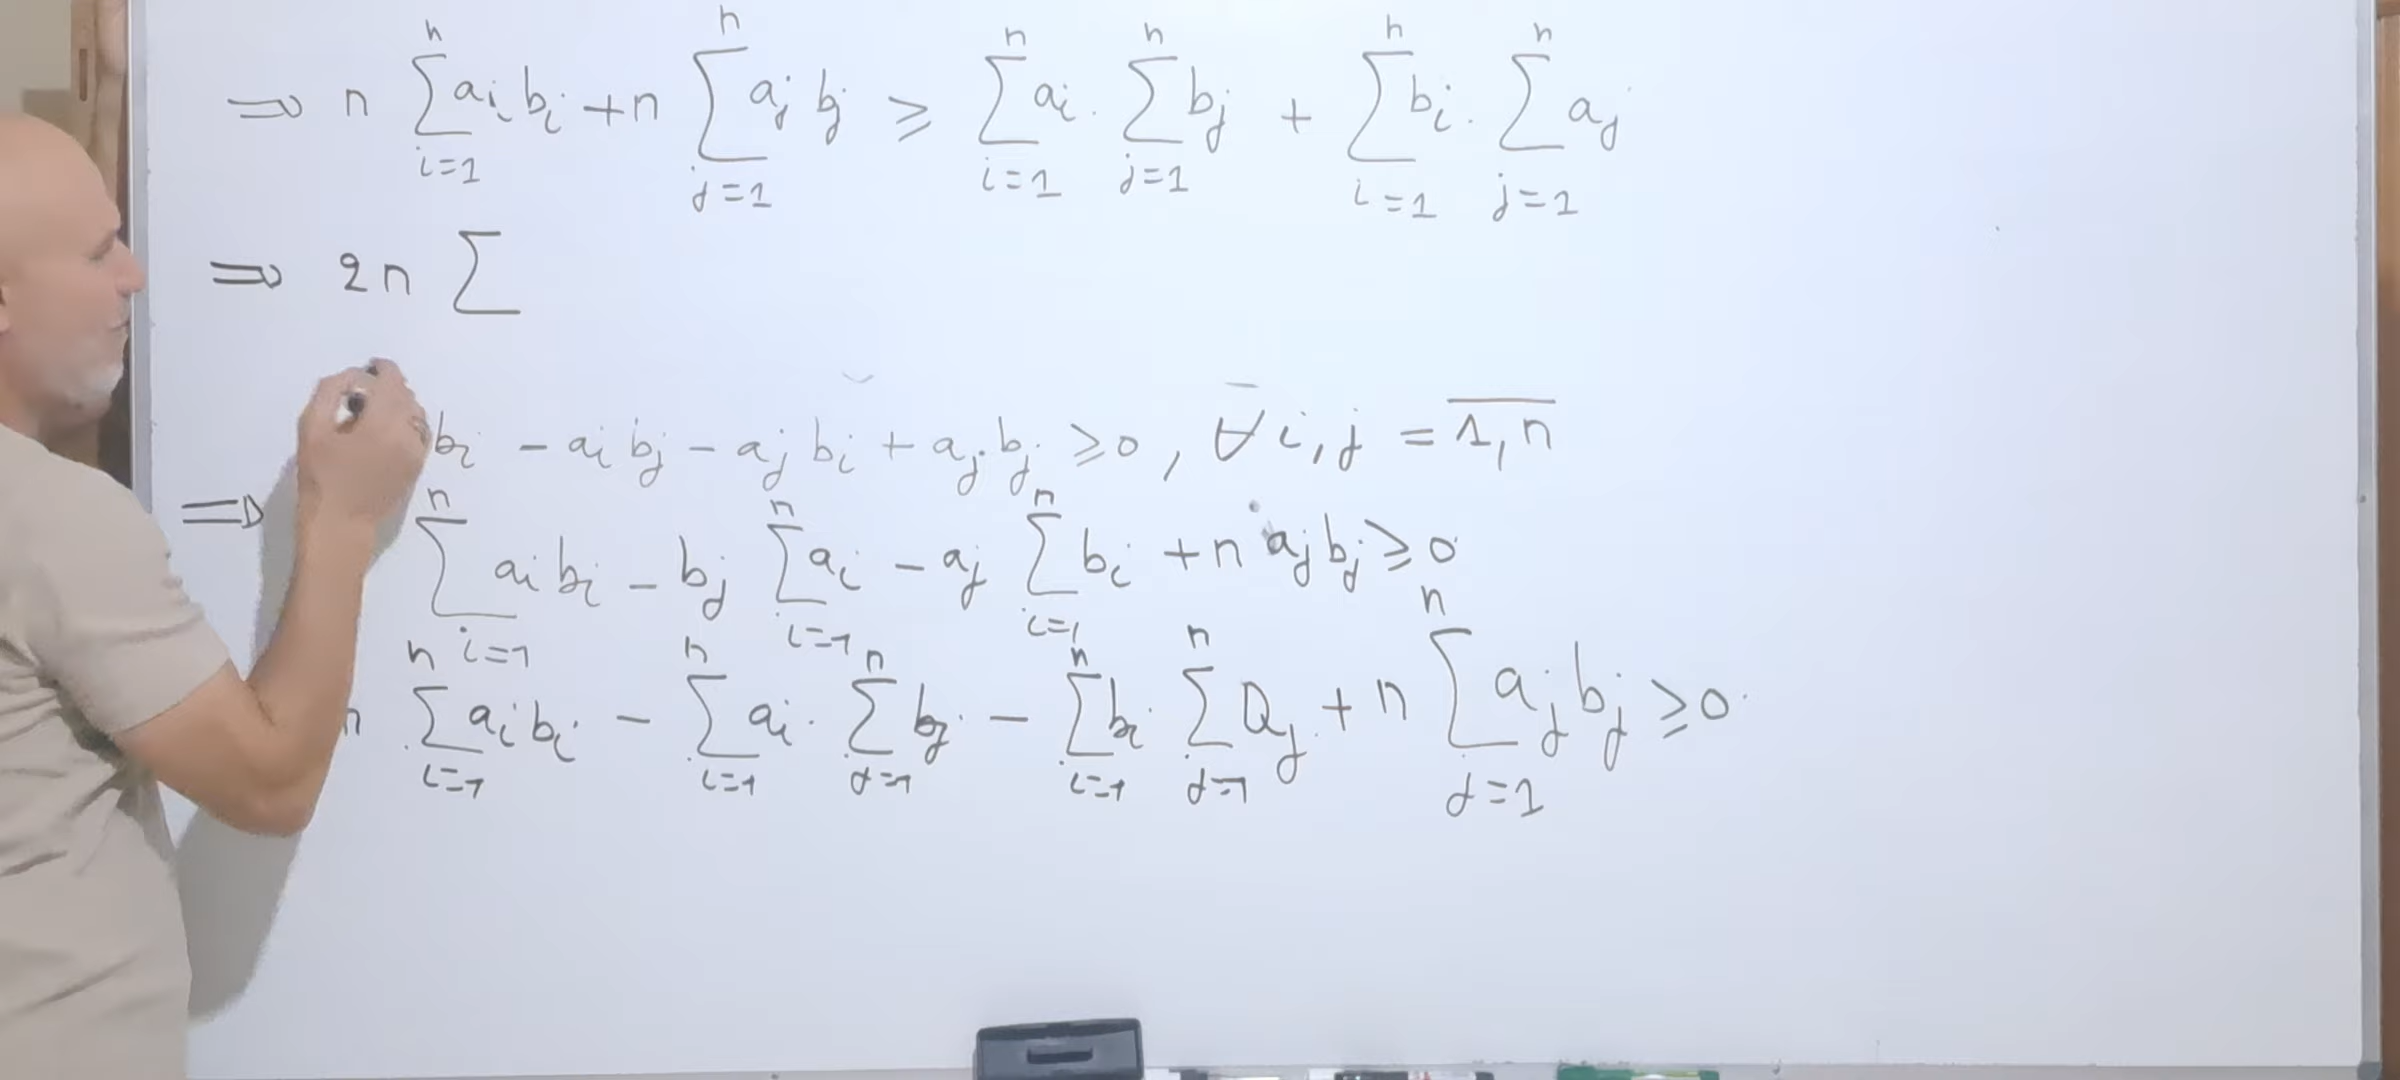 ⇒ n ∑_{i=1}^{n} a_i b_i + n ∑_{j=1}^{n} a_j b_j ≥ ∑_{i=1}^{n} a_i · ∑_{j=1}^{n} b_j + ∑_{i=1}^{n} b_i · ∑_{j=1}^{n} a_j
⇒ 2n ∑
b_i − a_i b_j − a_j b_i + a_j b_j ≥ 0, ∀ i, j = \overline{1, n}
⇒ ∑_{i=1}^{n} a_i b_i − b_j ∑_{i=1}^{n} a_i − a_j ∑_{i=1}^{n} b_i + n a_j b_j ≥ 0
n ∑_{i=1}^{n} a_i b_i − ∑_{i=1}^{n} a_i · ∑_{j=1}^{n} b_j − ∑_{i=1}^{n} b_i ∑_{j=1}^{n} a_j + n ∑_{j=1}^{n} a_j b_j ≥ 0